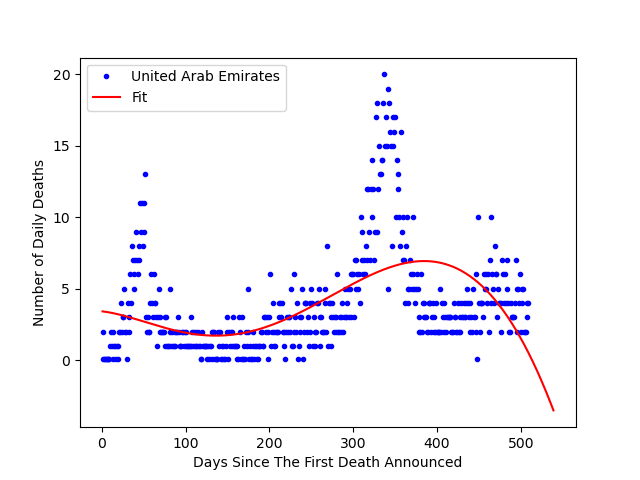 United Arab Emirates
Fit
20
15
10
5
0
Number of Daily Deaths
0 100 200 300 400 500
Days Since The First Death Announced